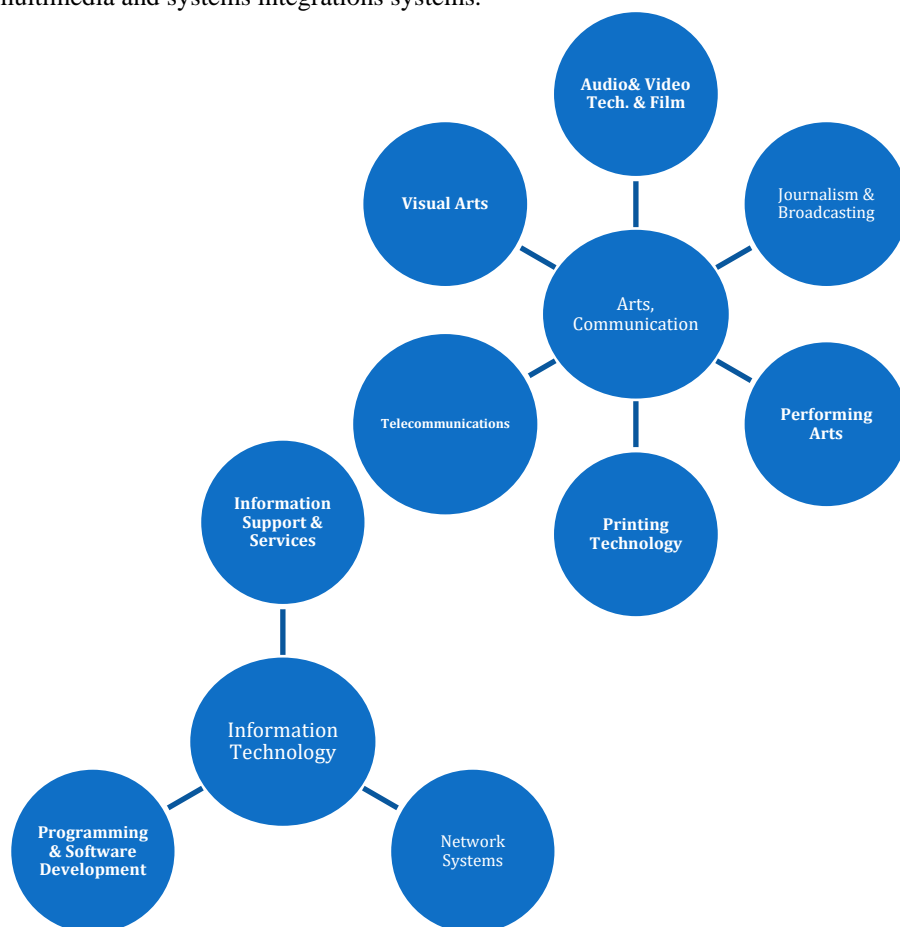 multimedia and systems integrations systems.
Audio& Video
Tech. & Film
Visual Arts
Journalism &
Broadcasting
Arts,
Communication
Telecommunications
Performing
Arts
Printing
Technology
Information
Support &
Services
Information
Technology
Programming
& Software
Development
Network
Systems